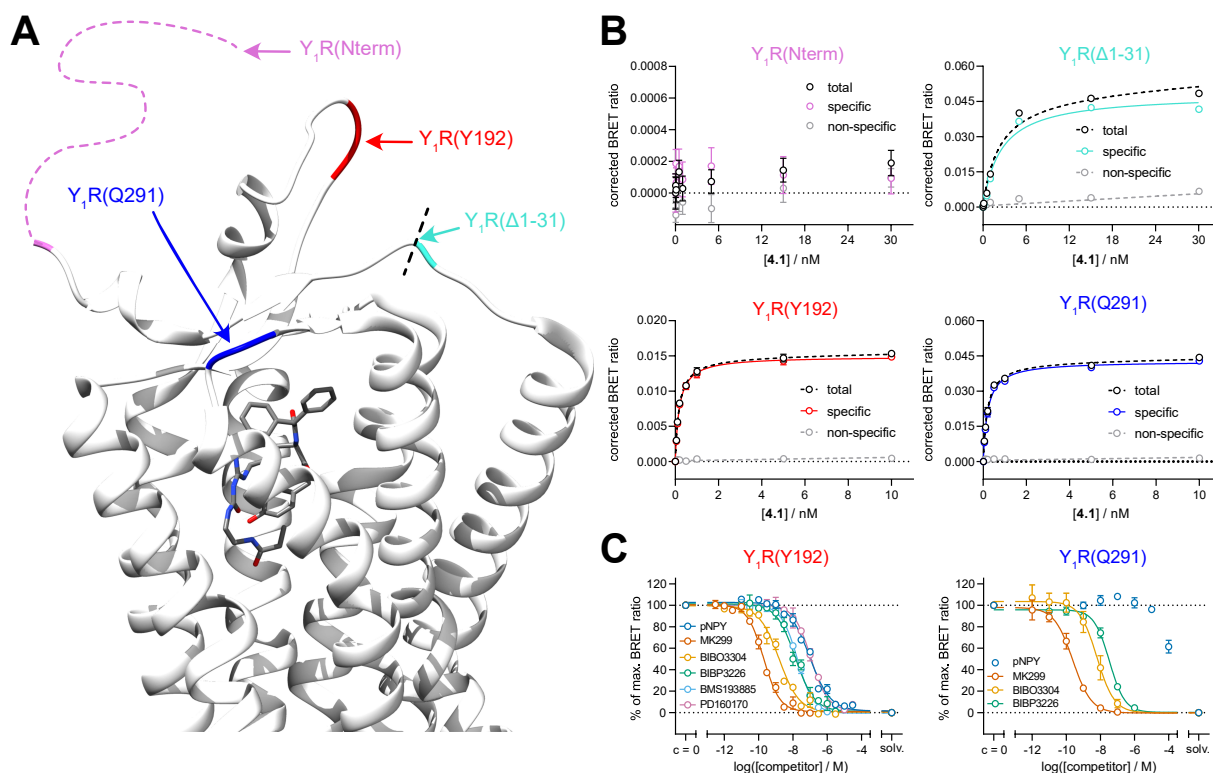 A
Y1R(Nterm)
Y1R(Y192)
Y1R(Q291)
Y1R(Δ1-31)
B
Y1R(Nterm)
corrected BRET ratio
0.0008
0.0006
0.0004
0.0002
0.0000
total
specific
non-specific
0 6 12 18 24 30
[4.1] / nM
Y1R(Δ1-31)
corrected BRET ratio
0.060
0.045
0.030
0.015
0.000
total
specific
non-specific
0 6 12 18 24 30
[4.1] / nM
Y1R(Y192)
corrected BRET ratio
0.020
0.015
0.010
0.005
0.000
total
specific
non-specific
0 2 4 6 8 10
[4.1] / nM
Y1R(Q291)
corrected BRET ratio
0.060
0.045
0.030
0.015
0.000
total
specific
non-specific
0 2 4 6 8 10
[4.1] / nM
C
Y1R(Y192)
% of max. BRET ratio
120
100
80
60
40
20
0
pNPY
MK299
BIBO3304
BIBP3226
BMS193885
PD160170
c = 0 -12 -10 -8 -6 -4 solv.
log([competitor] / M)
Y1R(Q291)
% of max. BRET ratio
120
100
80
60
40
20
0
pNPY
MK299
BIBO3304
BIBP3226
c = 0 -12 -10 -8 -6 -4 solv.
log([competitor] / M)